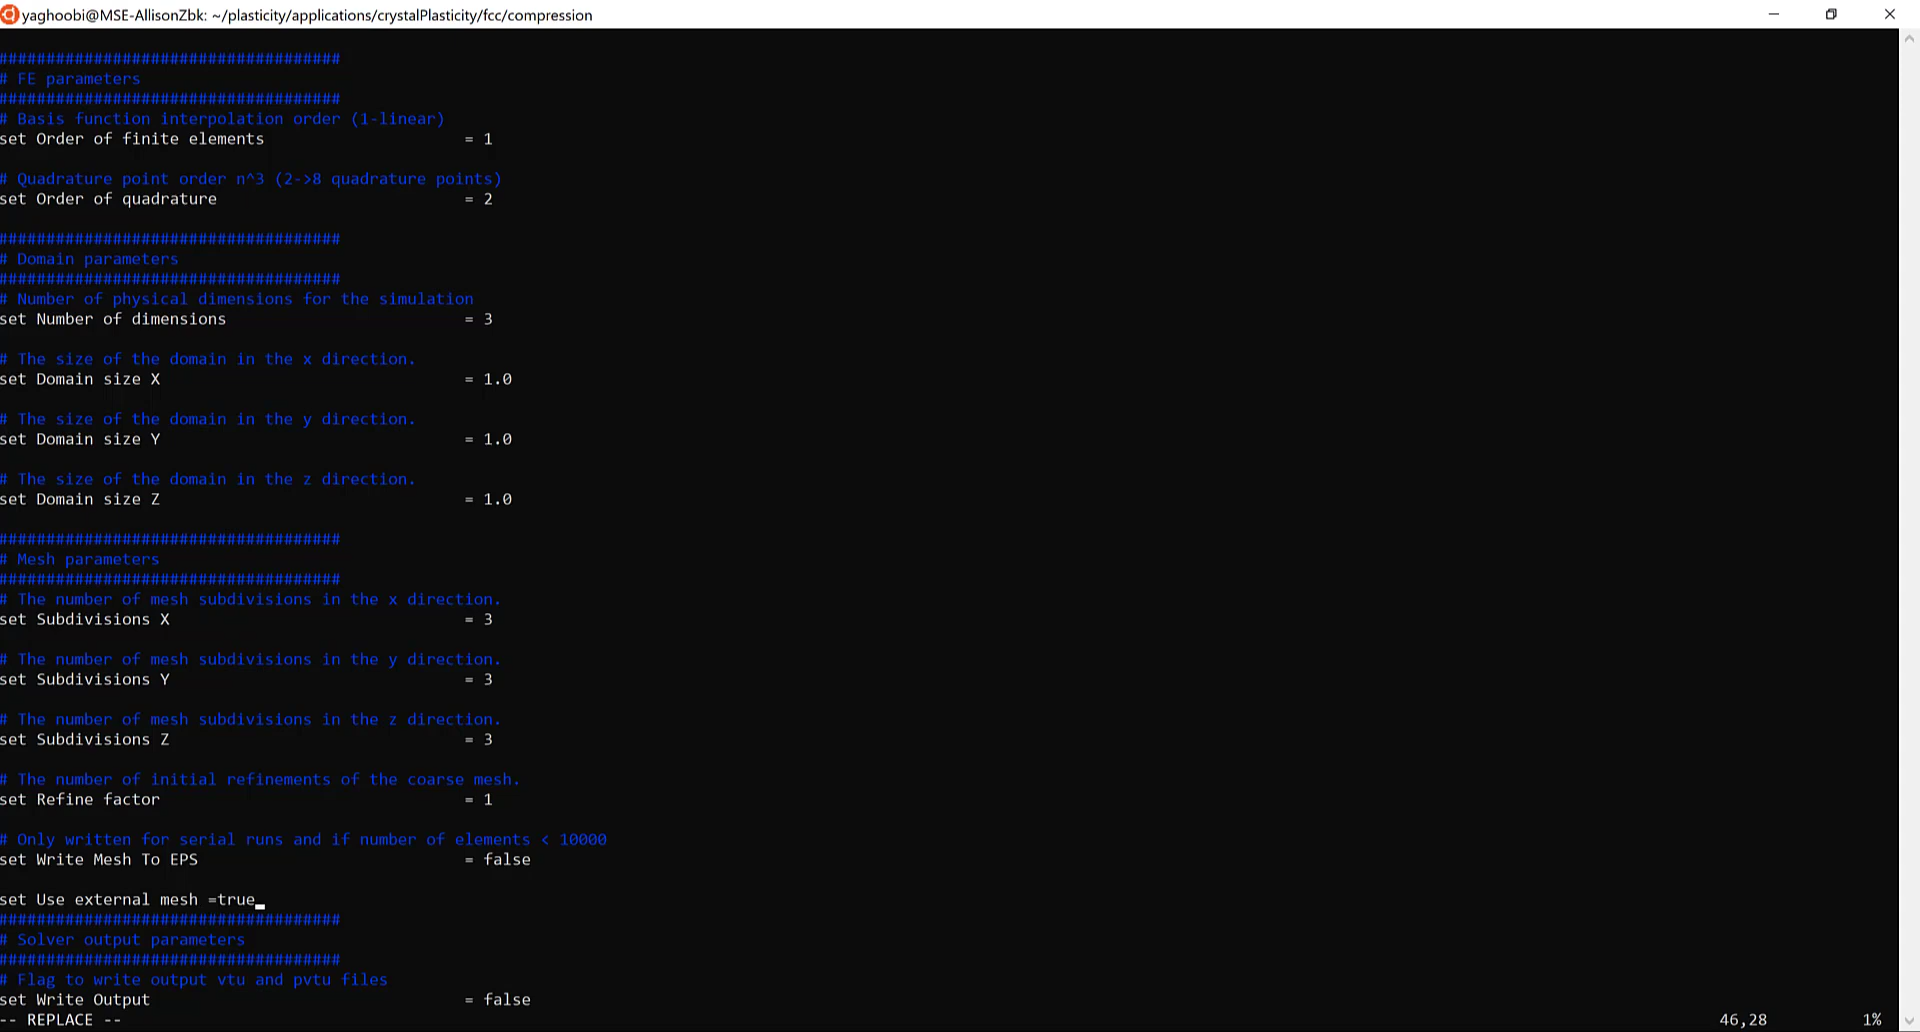 yaghoobi@MSE-AllisonZbk: ~/plasticity/applications/crystalPlasticity/fcc/compression
####################################
# FE parameters
####################################
# Basis function interpolation order (1-linear)
set Order of finite elements = 1
# Quadrature point order n^3 (2->8 quadrature points)
set Order of quadrature = 2
####################################
# Domain parameters
####################################
# Number of physical dimensions for the simulation
set Number of dimensions = 3
# The size of the domain in the x direction.
set Domain size X = 1.0
# The size of the domain in the y direction.
set Domain size Y = 1.0
# The size of the domain in the z direction.
set Domain size Z = 1.0
####################################
# Mesh parameters
####################################
# The number of mesh subdivisions in the x direction.
set Subdivisions X = 3
# The number of mesh subdivisions in the y direction.
set Subdivisions Y = 3
# The number of mesh subdivisions in the z direction.
set Subdivisions Z = 3
# The number of initial refinements of the coarse mesh.
set Refine factor = 1
# Only written for serial runs and if number of elements < 10000
set Write Mesh To EPS = false
set Use external mesh =true
####################################
# Solver output parameters
####################################
# Flag to write output vtu and pvtu files
set Write Output = false
-- REPLACE -- 46,28 1%